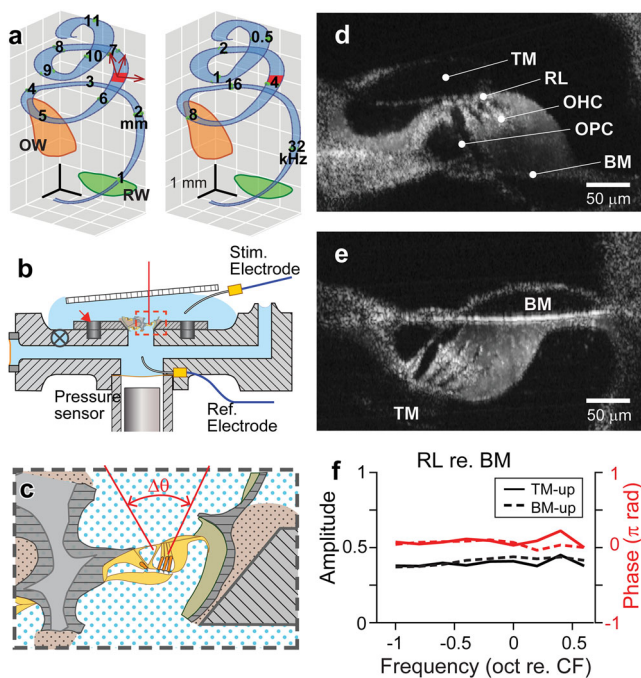 a
11
8
7
10
9
4
3
5
6
2
mm
OW
1
RW
0.5
2
1
16
4
8
32
kHz
1 mm
b
Stim.
Electrode
Pressure
sensor
Ref.
Electrode
c
Δθ
d
TM
RL
OHC
OPC
BM
50 μm
e
BM
TM
50 μm
f
RL re. BM
TM-up
BM-up
Amplitude
1
0.5
0
Phase (π rad)
1
0
-1
-1
-0.5
0
0.5
Frequency (oct re. CF)